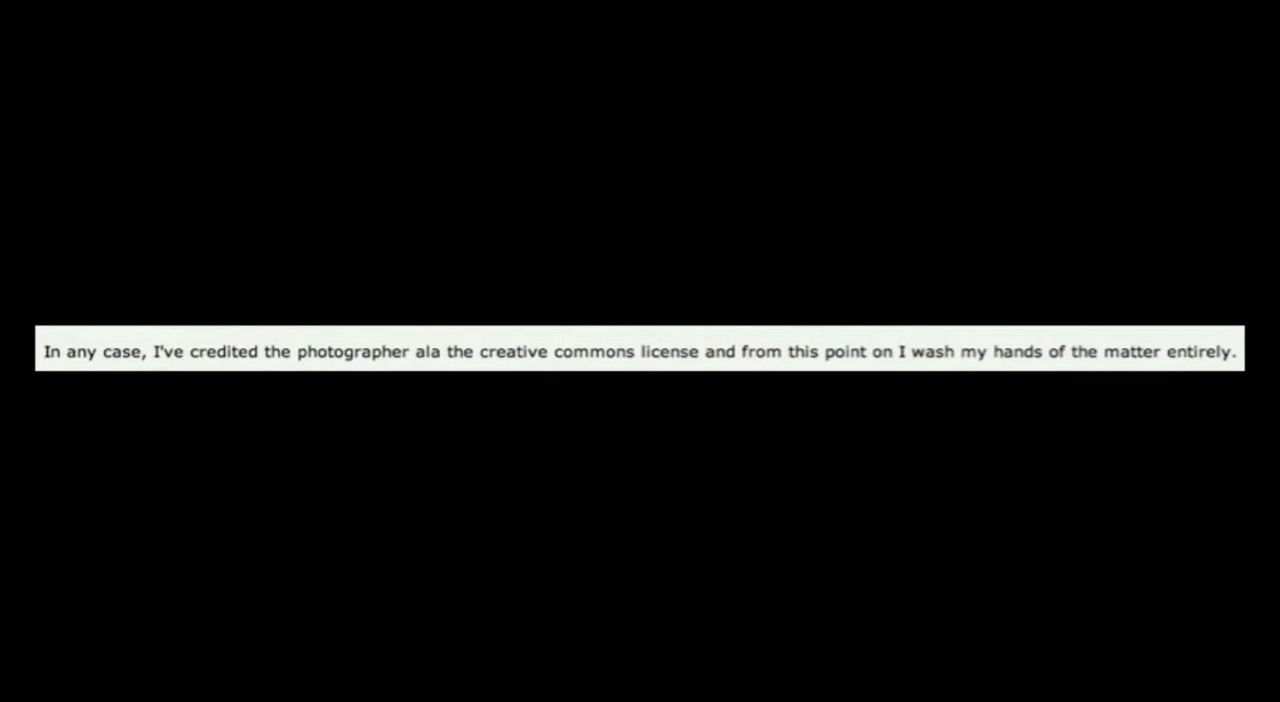 In any case, I've credited the photographer ala the creative commons license and from this point on I wash my hands of the matter entirely.